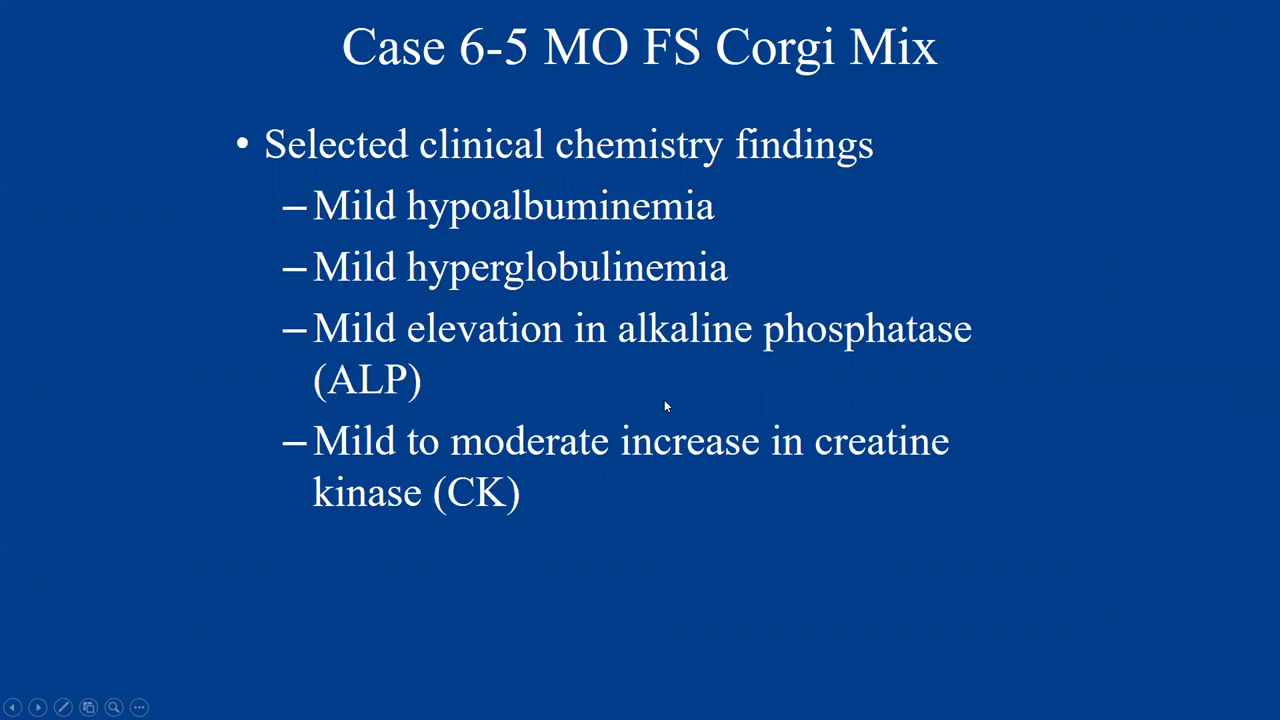 Case 6-5 MO FS Corgi Mix
• Selected clinical chemistry findings
– Mild hypoalbuminemia
– Mild hyperglobulinemia
– Mild elevation in alkaline phosphatase
(ALP)
– Mild to moderate increase in creatine
kinase (CK)